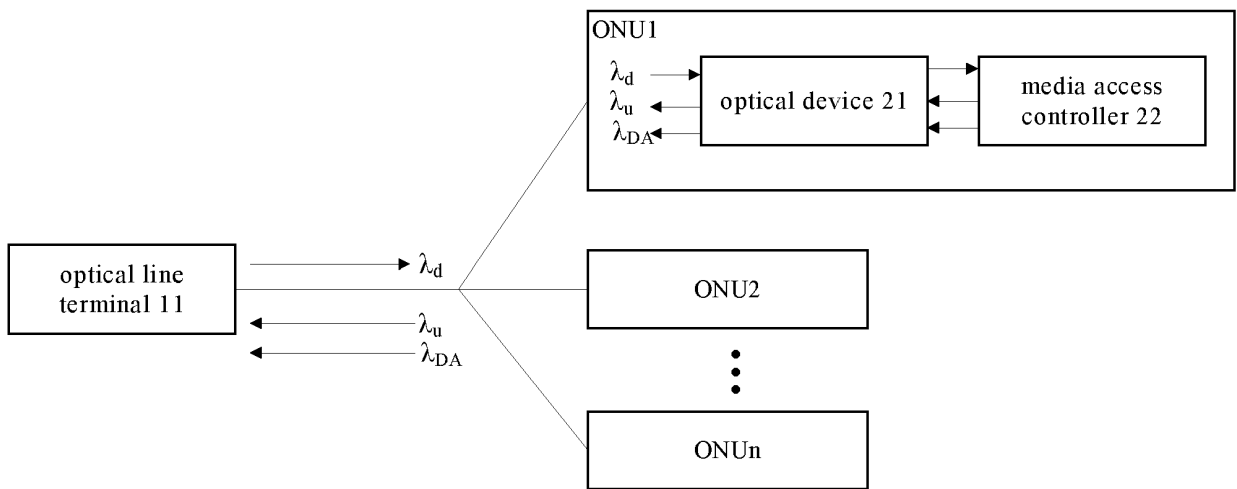 ONU1
λd
λu
λDA
optical device 21
media access
controller 22
optical line
terminal 11
λd
λu
λDA
ONU2
ONUn